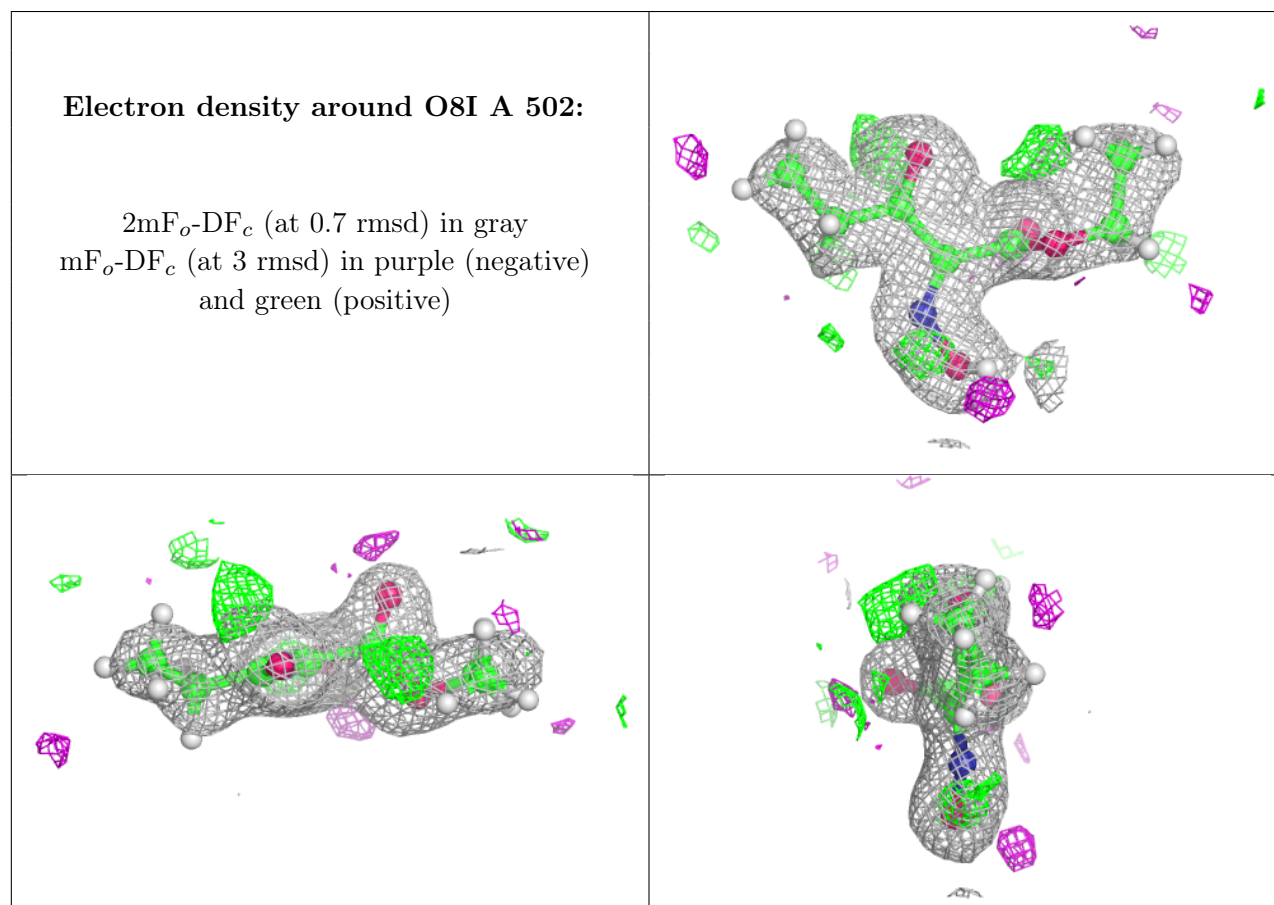 Electron density around O8I A 502:
2mFo-DFc (at 0.7 rmsd) in gray
mFo-DFc (at 3 rmsd) in purple (negative)
and green (positive)